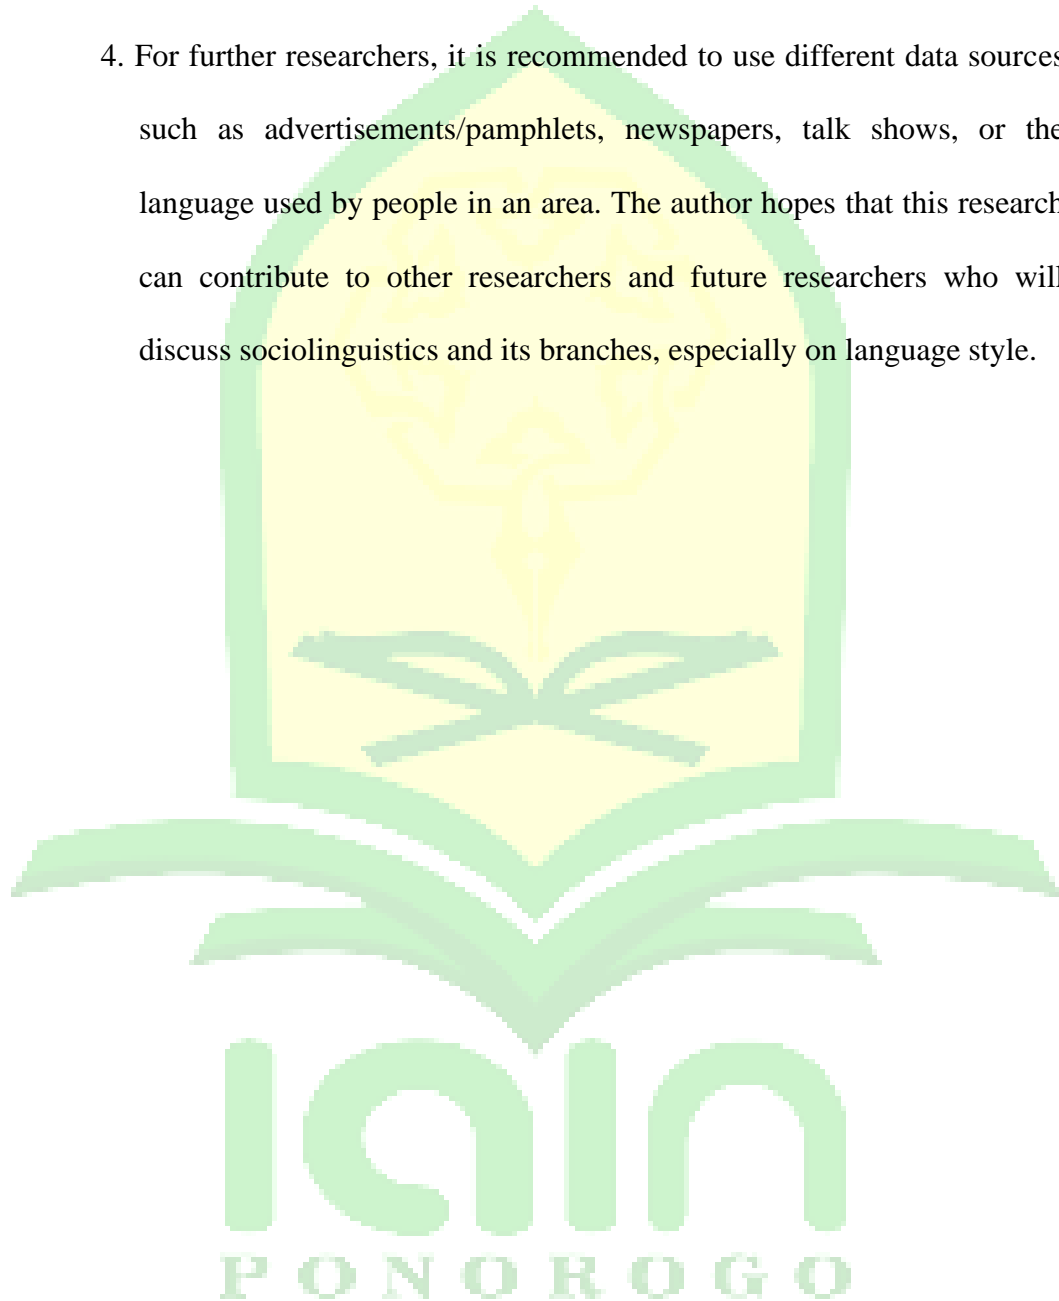 4. For further researchers, it is recommended to use different data sources
such as advertisements/pamphlets, newspapers, talk shows, or the
language used by people in an area. The author hopes that this research
can contribute to other researchers and future researchers who will
discuss sociolinguistics and its branches, especially on language style.
iain
PONOROGO